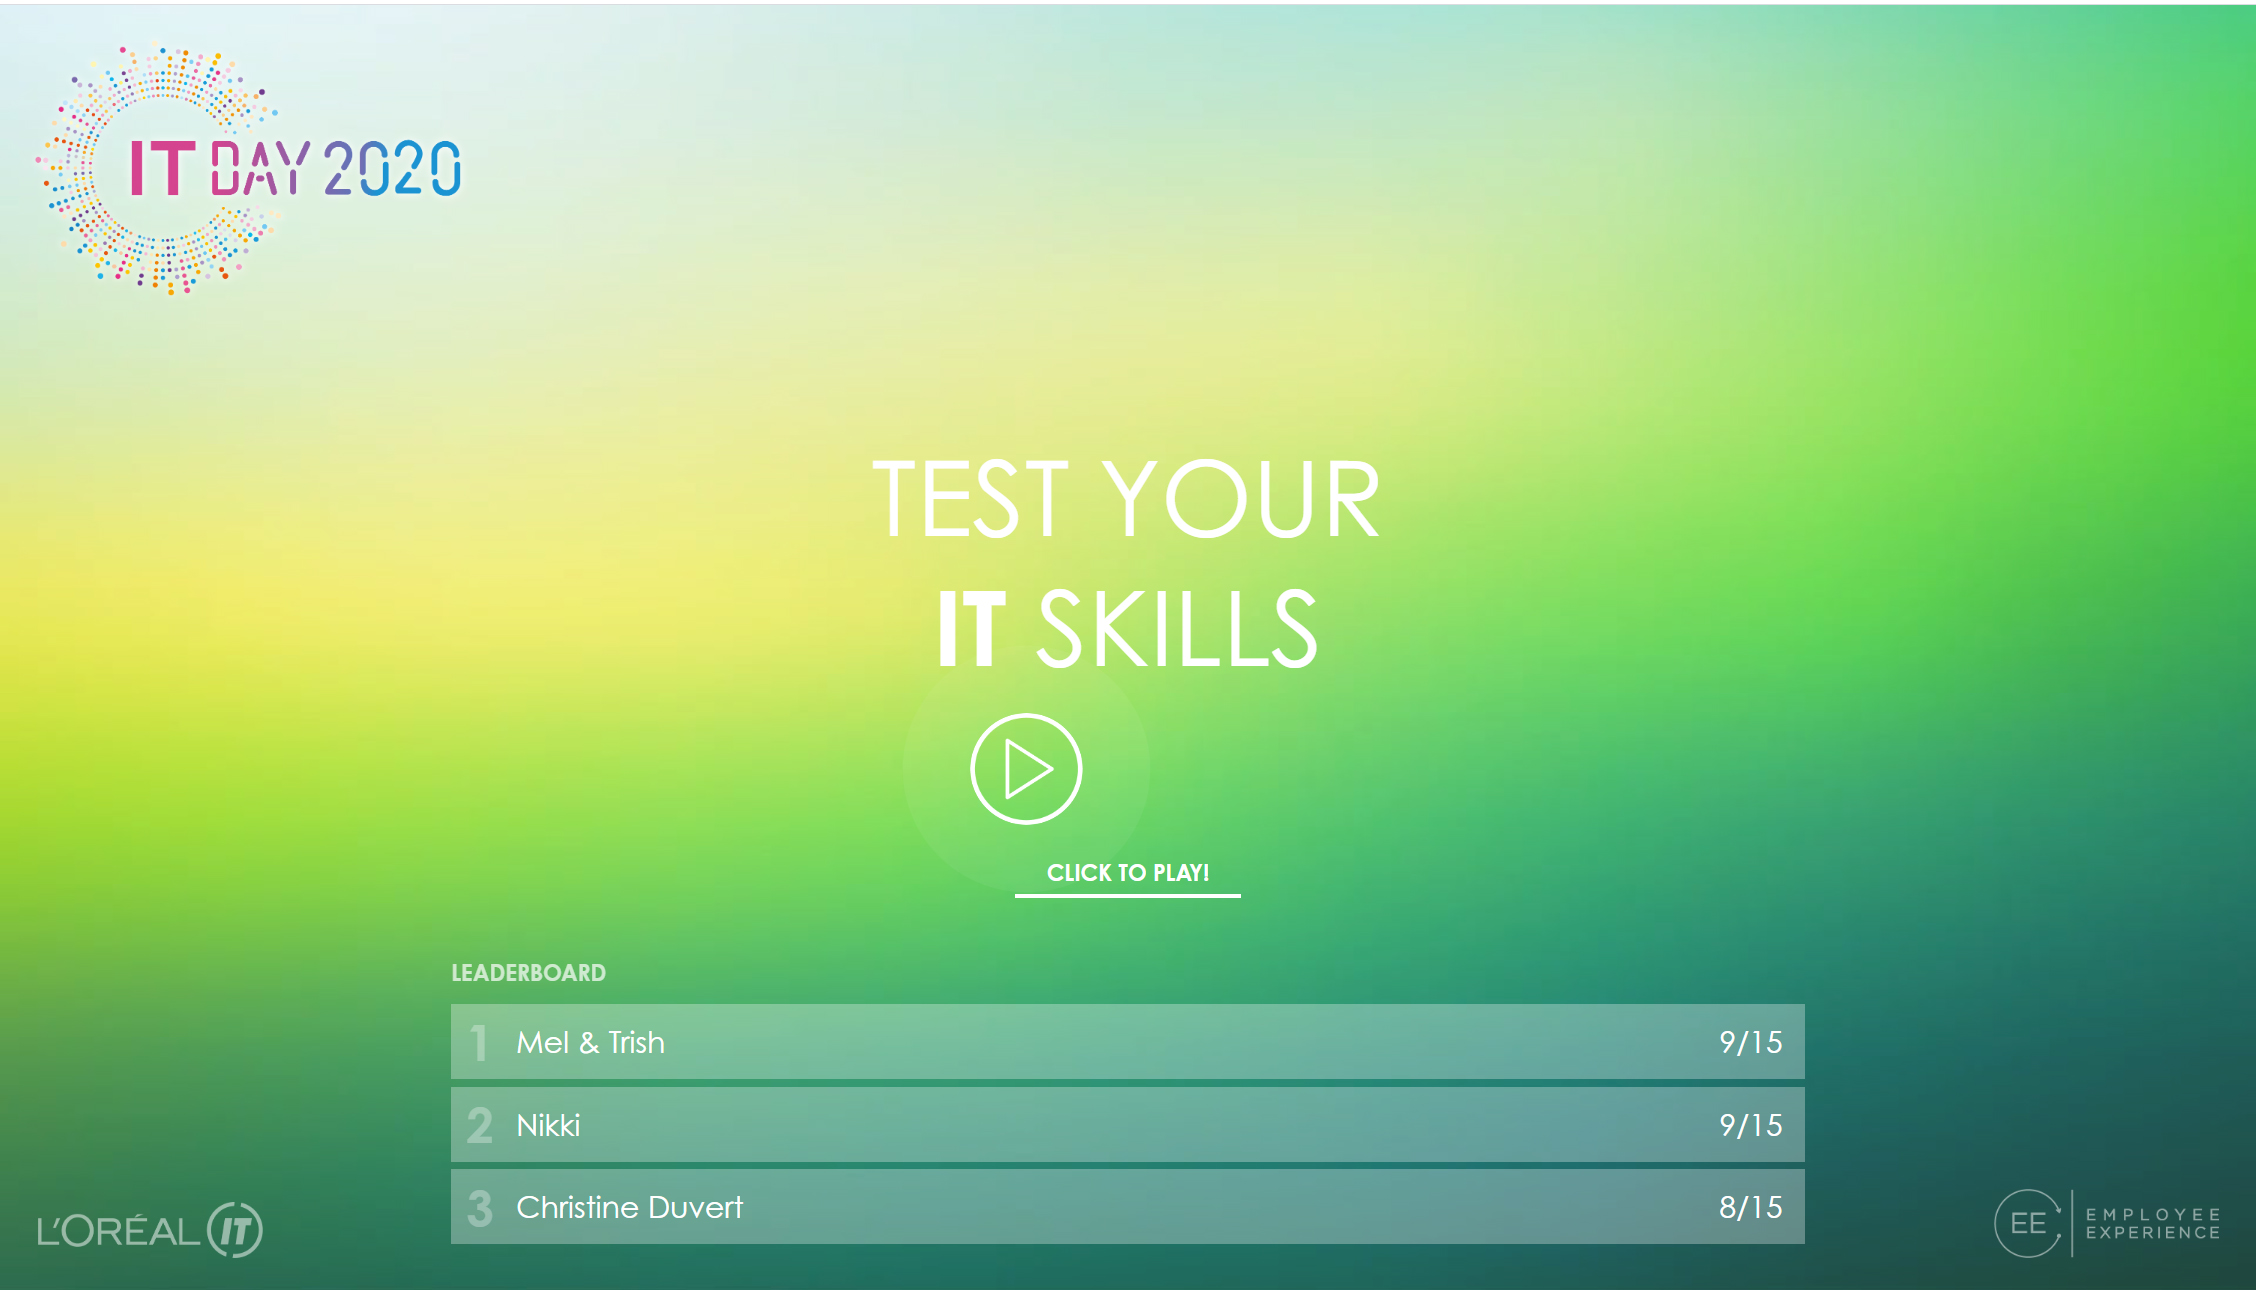 IT DAY 2020
TEST YOUR
IT SKILLS
CLICK TO PLAY!
LEADERBOARD
1 Mel & Trish 9/15
2 Nikki 9/15
3 Christine Duvert 8/15
L'ORÉAL IT
EE EMPLOYEE
EXPERIENCE